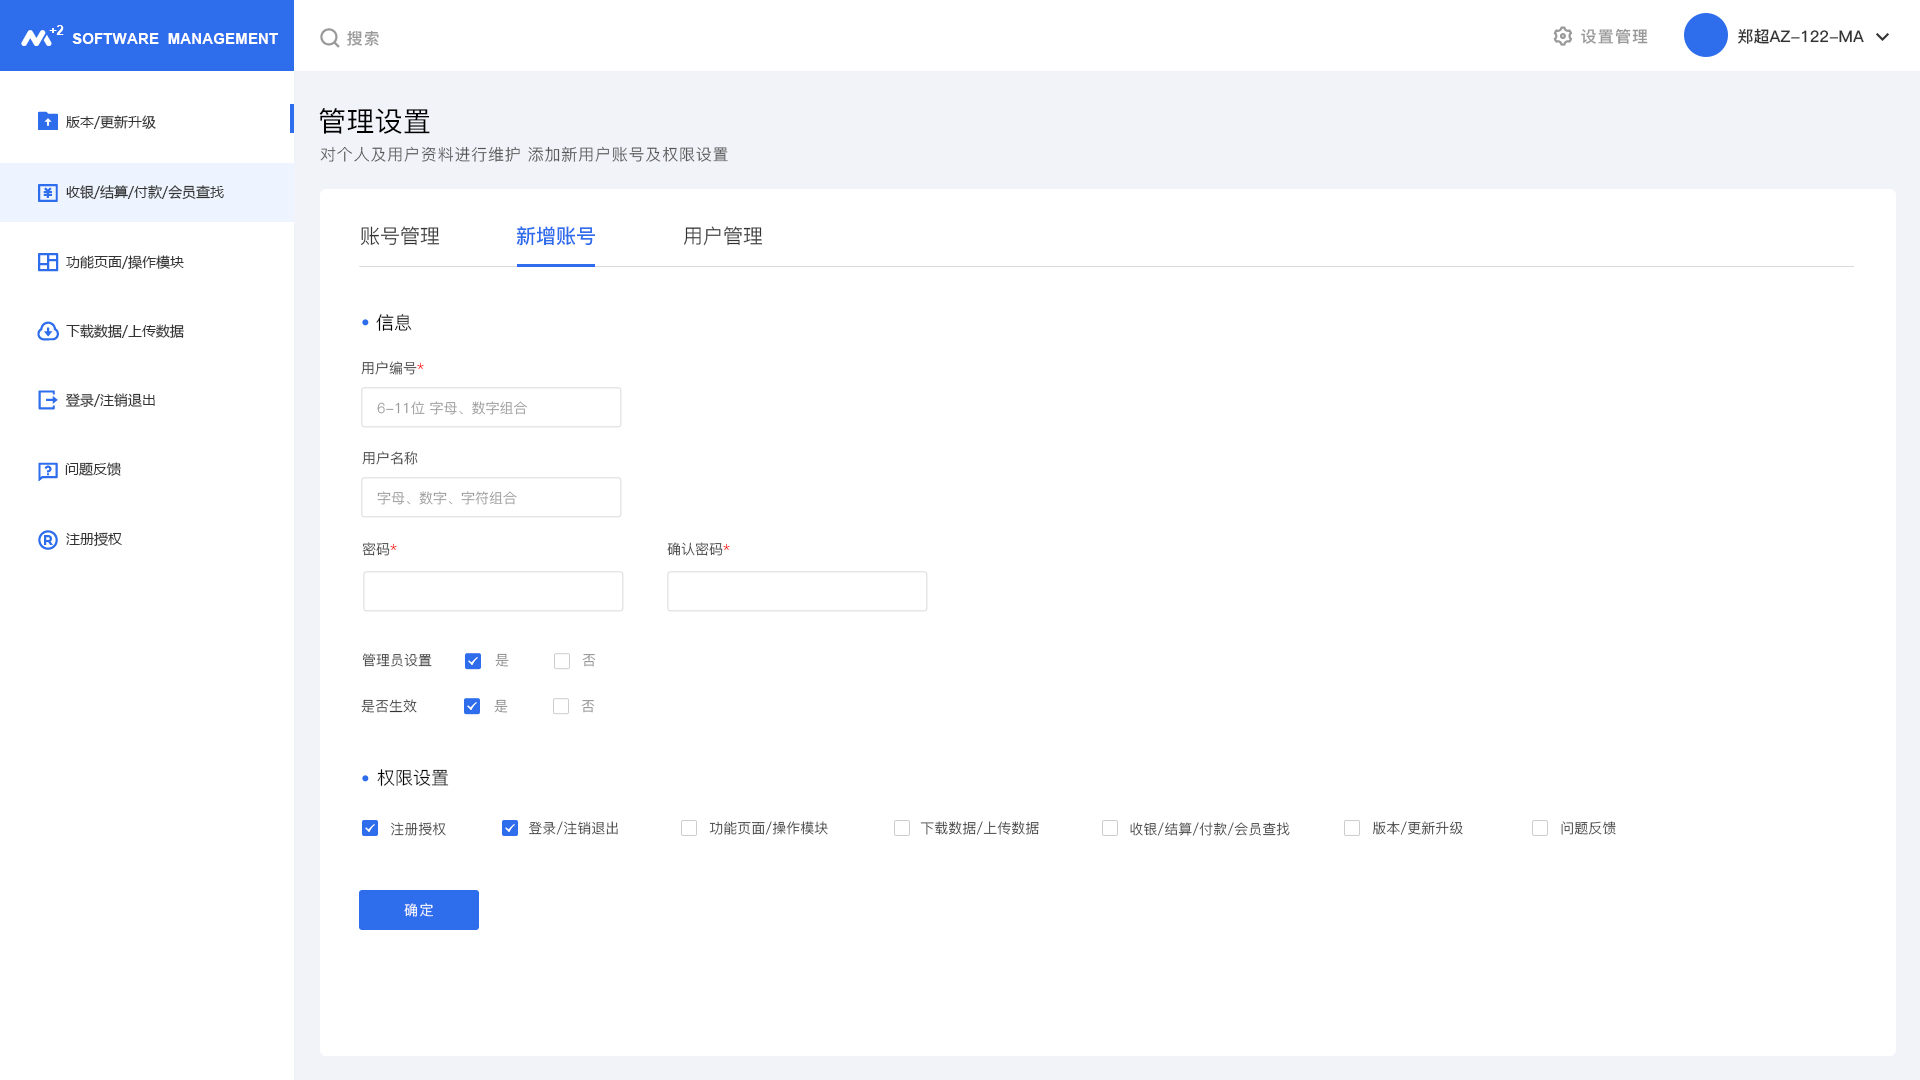 M+2 SOFTWARE MANAGEMENT
搜索
设置管理
郑超AZ-122-MA
版本/更新升级
收银/结算/付款/会员查找
功能页面/操作模块
下载数据/上传数据
登录/注销退出
问题反馈
注册授权
管理设置
对个人及用户资料进行维护 添加新用户账号及权限设置
账号管理 新增账号 用户管理
信息
用户编号*
6-11位 字母、数字组合
用户名称
字母、数字、字符组合
密码* 确认密码*
管理员设置 是 否
是否生效 是 否
权限设置
注册授权 登录/注销退出 功能页面/操作模块 下载数据/上传数据 收银/结算/付款/会员查找 版本/更新升级 问题反馈
确定